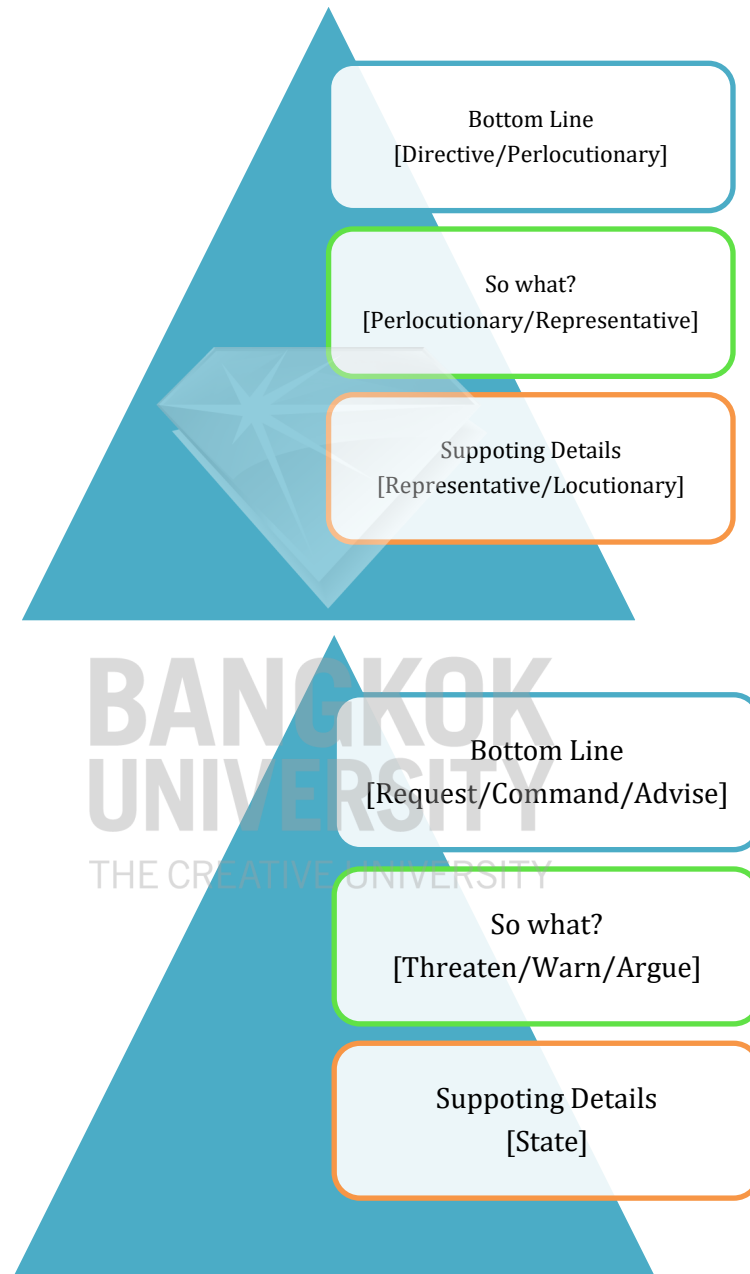 Bottom Line
[Directive/Perlocutionary]
So what?
[Perlocutionary/Representative]
Suppoting Details
[Representative/Locutionary]
BANGKOK
UNIVERSITY
THE CREATIVE UNIVERSITY
Bottom Line
[Request/Command/Advise]
So what?
[Threaten/Warn/Argue]
Suppoting Details
[State]